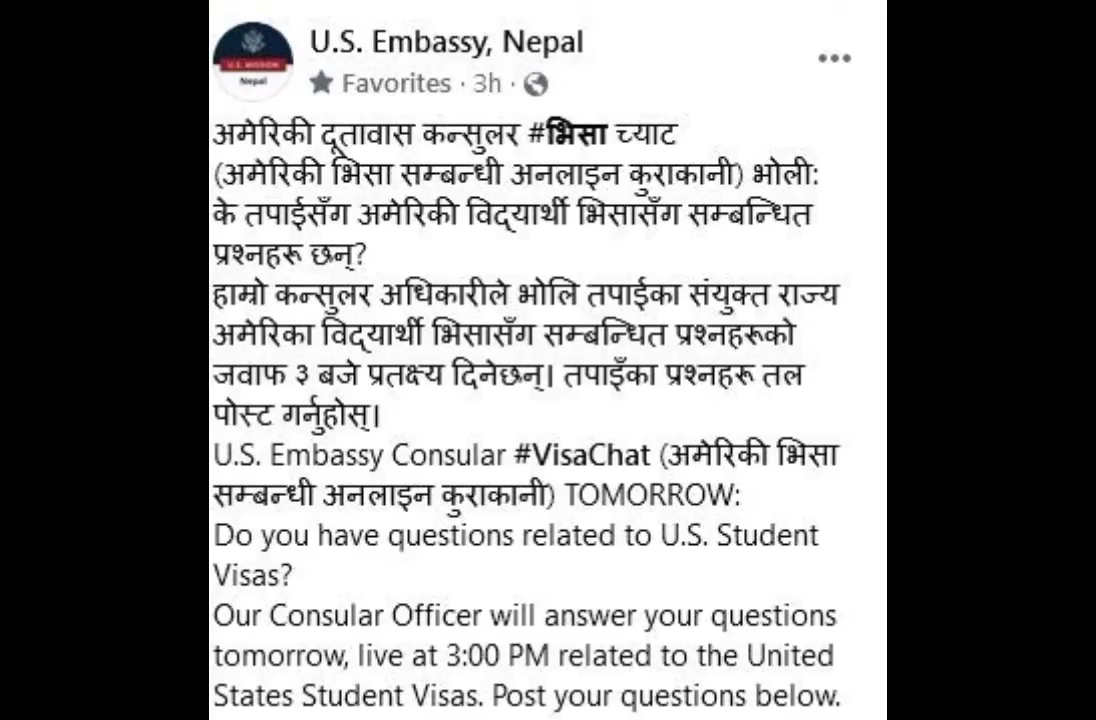 U.S. Embassy, Nepal
Favorites · 3h ·
U.S. MISSION
Nepal
अमेरिकी दूतावास कन्सुलर #भिसा च्याट
(अमेरिकी भिसा सम्बन्धी अनलाइन कुराकानी) भोली:
के तपाईसँग अमेरिकी विद्यार्थी भिसासँग सम्बन्धित
प्रश्नहरू छन्?
हाम्रो कन्सुलर अधिकारीले भोलि तपाईका संयुक्त राज्य
अमेरिका विद्यार्थी भिसासँग सम्बन्धित प्रश्नहरूको
जवाफ ३ बजे प्रतक्ष्य दिनेछन्। तपाइँका प्रश्नहरू तल
पोस्ट गर्नुहोस्।
U.S. Embassy Consular #VisaChat (अमेरिकी भिसा
सम्बन्धी अनलाइन कुराकानी) TOMORROW:
Do you have questions related to U.S. Student
Visas?
Our Consular Officer will answer your questions
tomorrow, live at 3:00 PM related to the United
States Student Visas. Post your questions below.